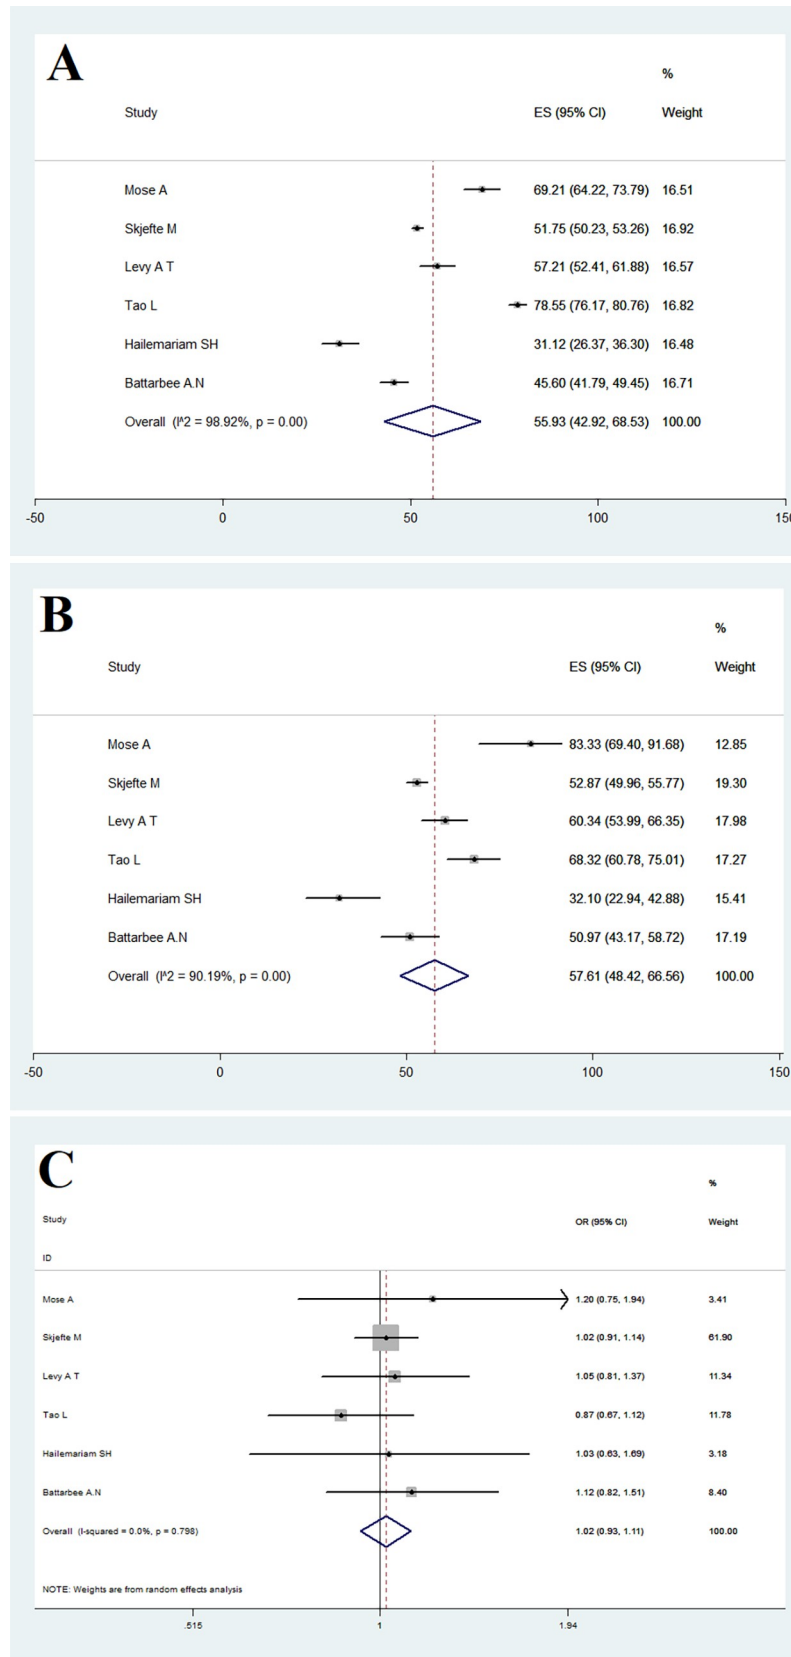 A
%
Study ES (95% CI) Weight
Mose A 69.21 (64.22, 73.79) 16.51
Skjefte M 51.75 (50.23, 53.26) 16.92
Levy A T 57.21 (52.41, 61.88) 16.57
Tao L 78.55 (76.17, 80.76) 16.82
Hailemariam SH 31.12 (26.37, 36.30) 16.48
Battarbee A.N 45.60 (41.79, 49.45) 16.71
Overall (I^2 = 98.92%, p = 0.00) 55.93 (42.92, 68.53) 100.00
-50 0 50 100 150
B
%
Study ES (95% CI) Weight
Mose A 83.33 (69.40, 91.68) 12.85
Skjefte M 52.87 (49.96, 55.77) 19.30
Levy A T 60.34 (53.99, 66.35) 17.98
Tao L 68.32 (60.78, 75.01) 17.27
Hailemariam SH 32.10 (22.94, 42.88) 15.41
Battarbee A.N 50.97 (43.17, 58.72) 17.19
Overall (I^2 = 90.19%, p = 0.00) 57.61 (48.42, 66.56) 100.00
-50 0 50 100 150
C
%
Study OR (95% CI) Weight
ID
Mose A 1.20 (0.75, 1.94) 3.41
Skjefte M 1.02 (0.91, 1.14) 61.90
Levy A T 1.05 (0.81, 1.37) 11.34
Tao L 0.87 (0.67, 1.12) 11.78
Hailemariam SH 1.03 (0.63, 1.69) 3.18
Battarbee A.N 1.12 (0.82, 1.51) 8.40
Overall (I-squared = 0.0%, p = 0.798) 1.02 (0.93, 1.11) 100.00
NOTE: Weights are from random effects analysis
.515 1 1.94